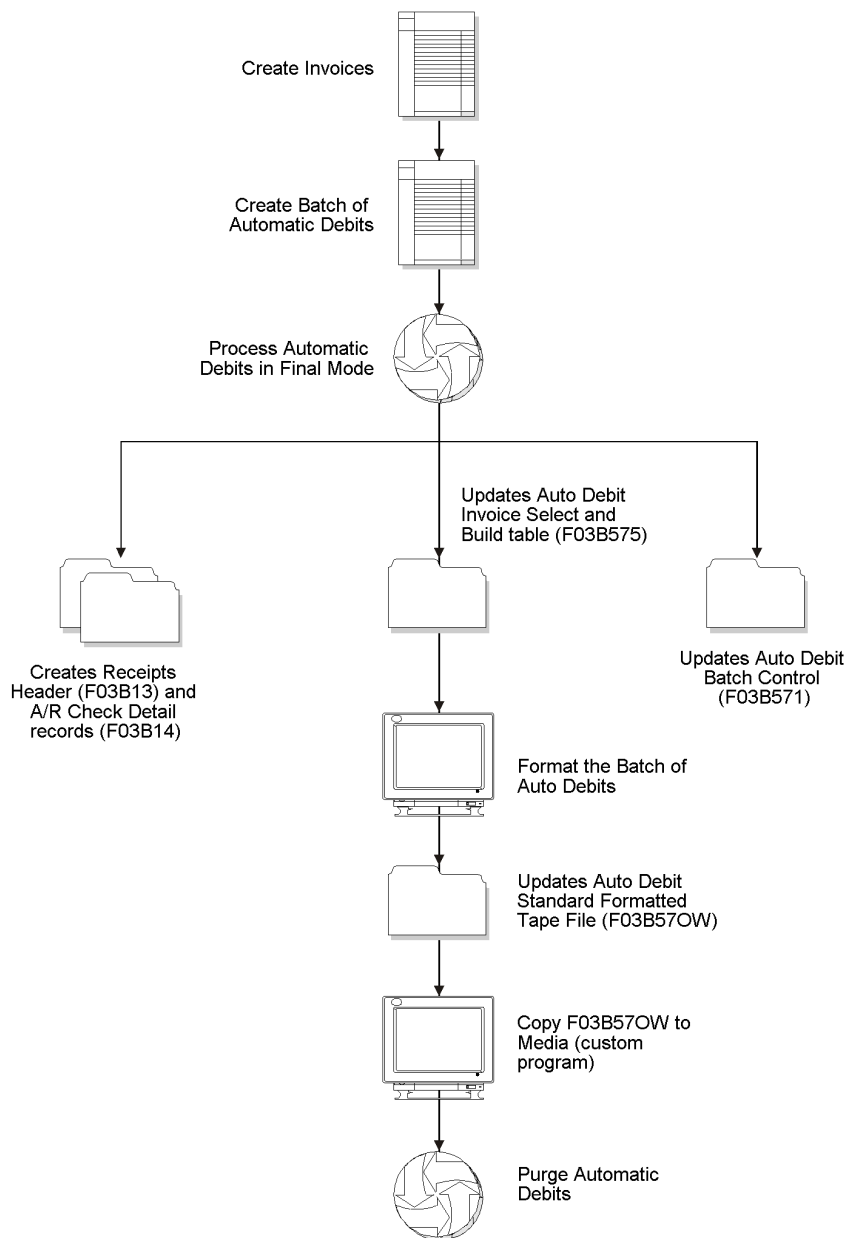 Create Invoices
Create Batch of
Automatic Debits
Process Automatic
Debits in Final Mode
Updates Auto Debit
Invoice Select and
Build table (F03B575)
Creates Receipts
Header (F03B13) and
A/R Check Detail
records (F03B14)
Updates Auto Debit
Batch Control
(F03B571)
Format the Batch of
Auto Debits
Updates Auto Debit
Standard Formatted
Tape File (F03B57OW)
Copy F03B57OW to
Media (custom
program)
Purge Automatic
Debits